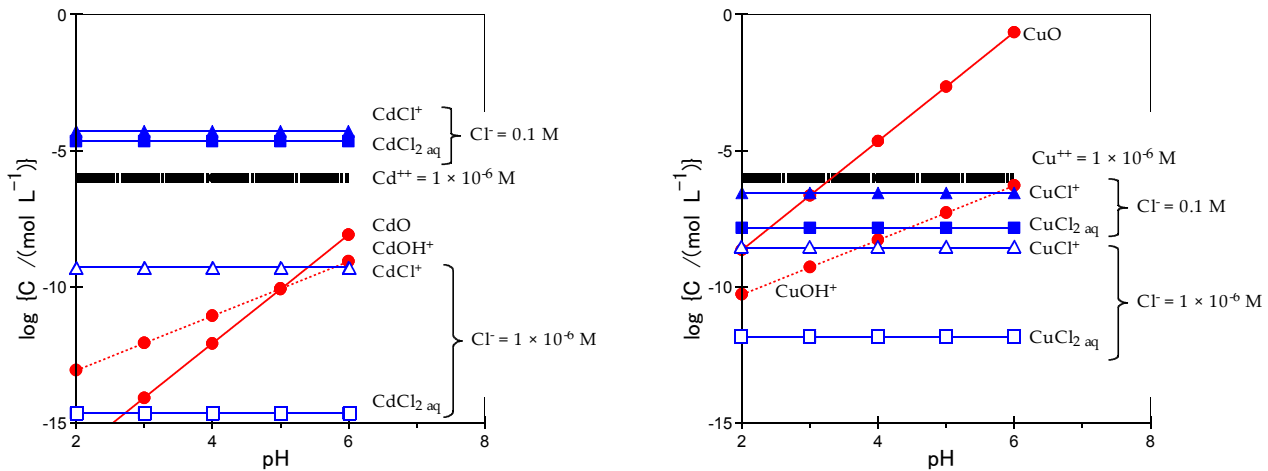 0
-5
-10
-15
log {C /(mol L⁻¹)}
2
4
6
8
pH
CdCl⁺
CdCl₂ aq
Cl⁻ = 0.1 M
Cd⁺⁺ = 1 × 10⁻⁶ M
CdO
CdOH⁺
CdCl⁺
Cl⁻ = 1 × 10⁻⁶ M
CdCl₂ aq
0
-5
-10
-15
log {C /(mol L⁻¹)}
2
4
6
8
pH
CuO
Cu⁺⁺ = 1 × 10⁻⁶ M
CuCl⁺
Cl⁻ = 0.1 M
CuCl₂ aq
CuCl⁺
CuOH⁺
Cl⁻ = 1 × 10⁻⁶ M
CuCl₂ aq